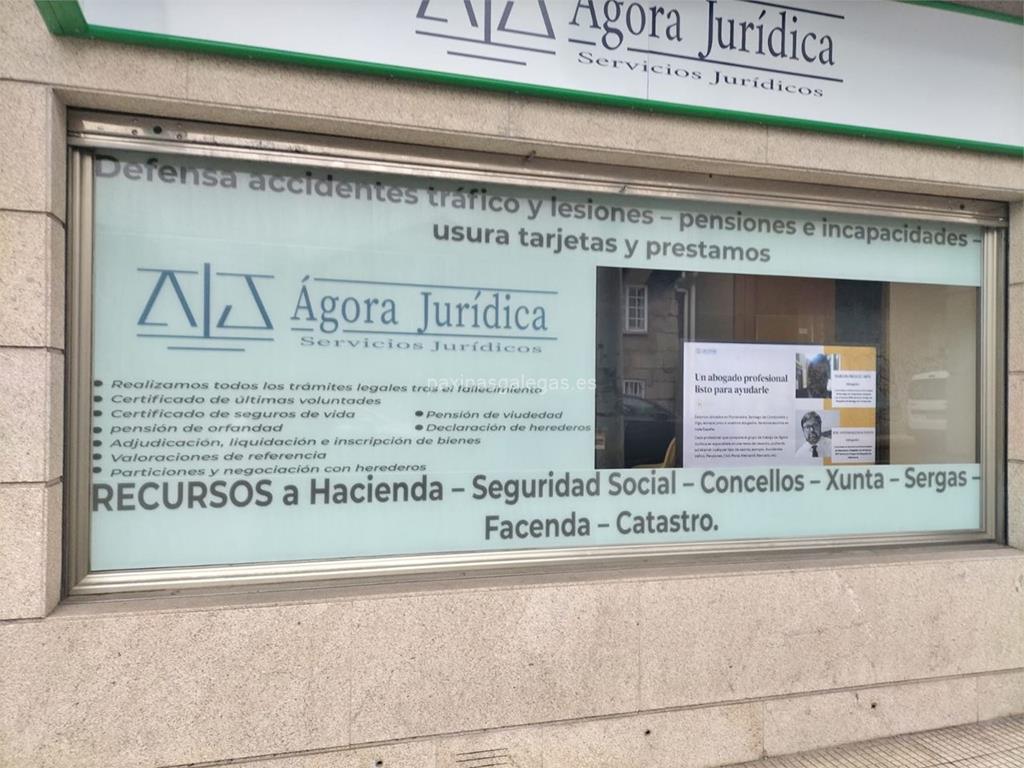 Ágora Jurídica
Servicios Jurídicos
Defensa accidentes tráfico y lesiones – pensiones e incapacidades –
usura tarjetas y prestamos
Ágora Jurídica
Servicios Jurídicos
• Realizamos todos los trámites legales tras el fallecimiento
• Certificado de últimas voluntades
• Certificado de seguros de vida
• Pensión de viudedad
• pensión de orfandad
• Declaración de herederos
• Adjudicación, liquidación e inscripción de bienes
• Valoraciones de referencia
• Particiones y negociación con herederos
naxinasgalegas.es
Un abogado profesional
listo para ayudarle
RECURSOS a Hacienda – Seguridad Social – Concellos – Xunta – Sergas –
Facenda – Catastro.